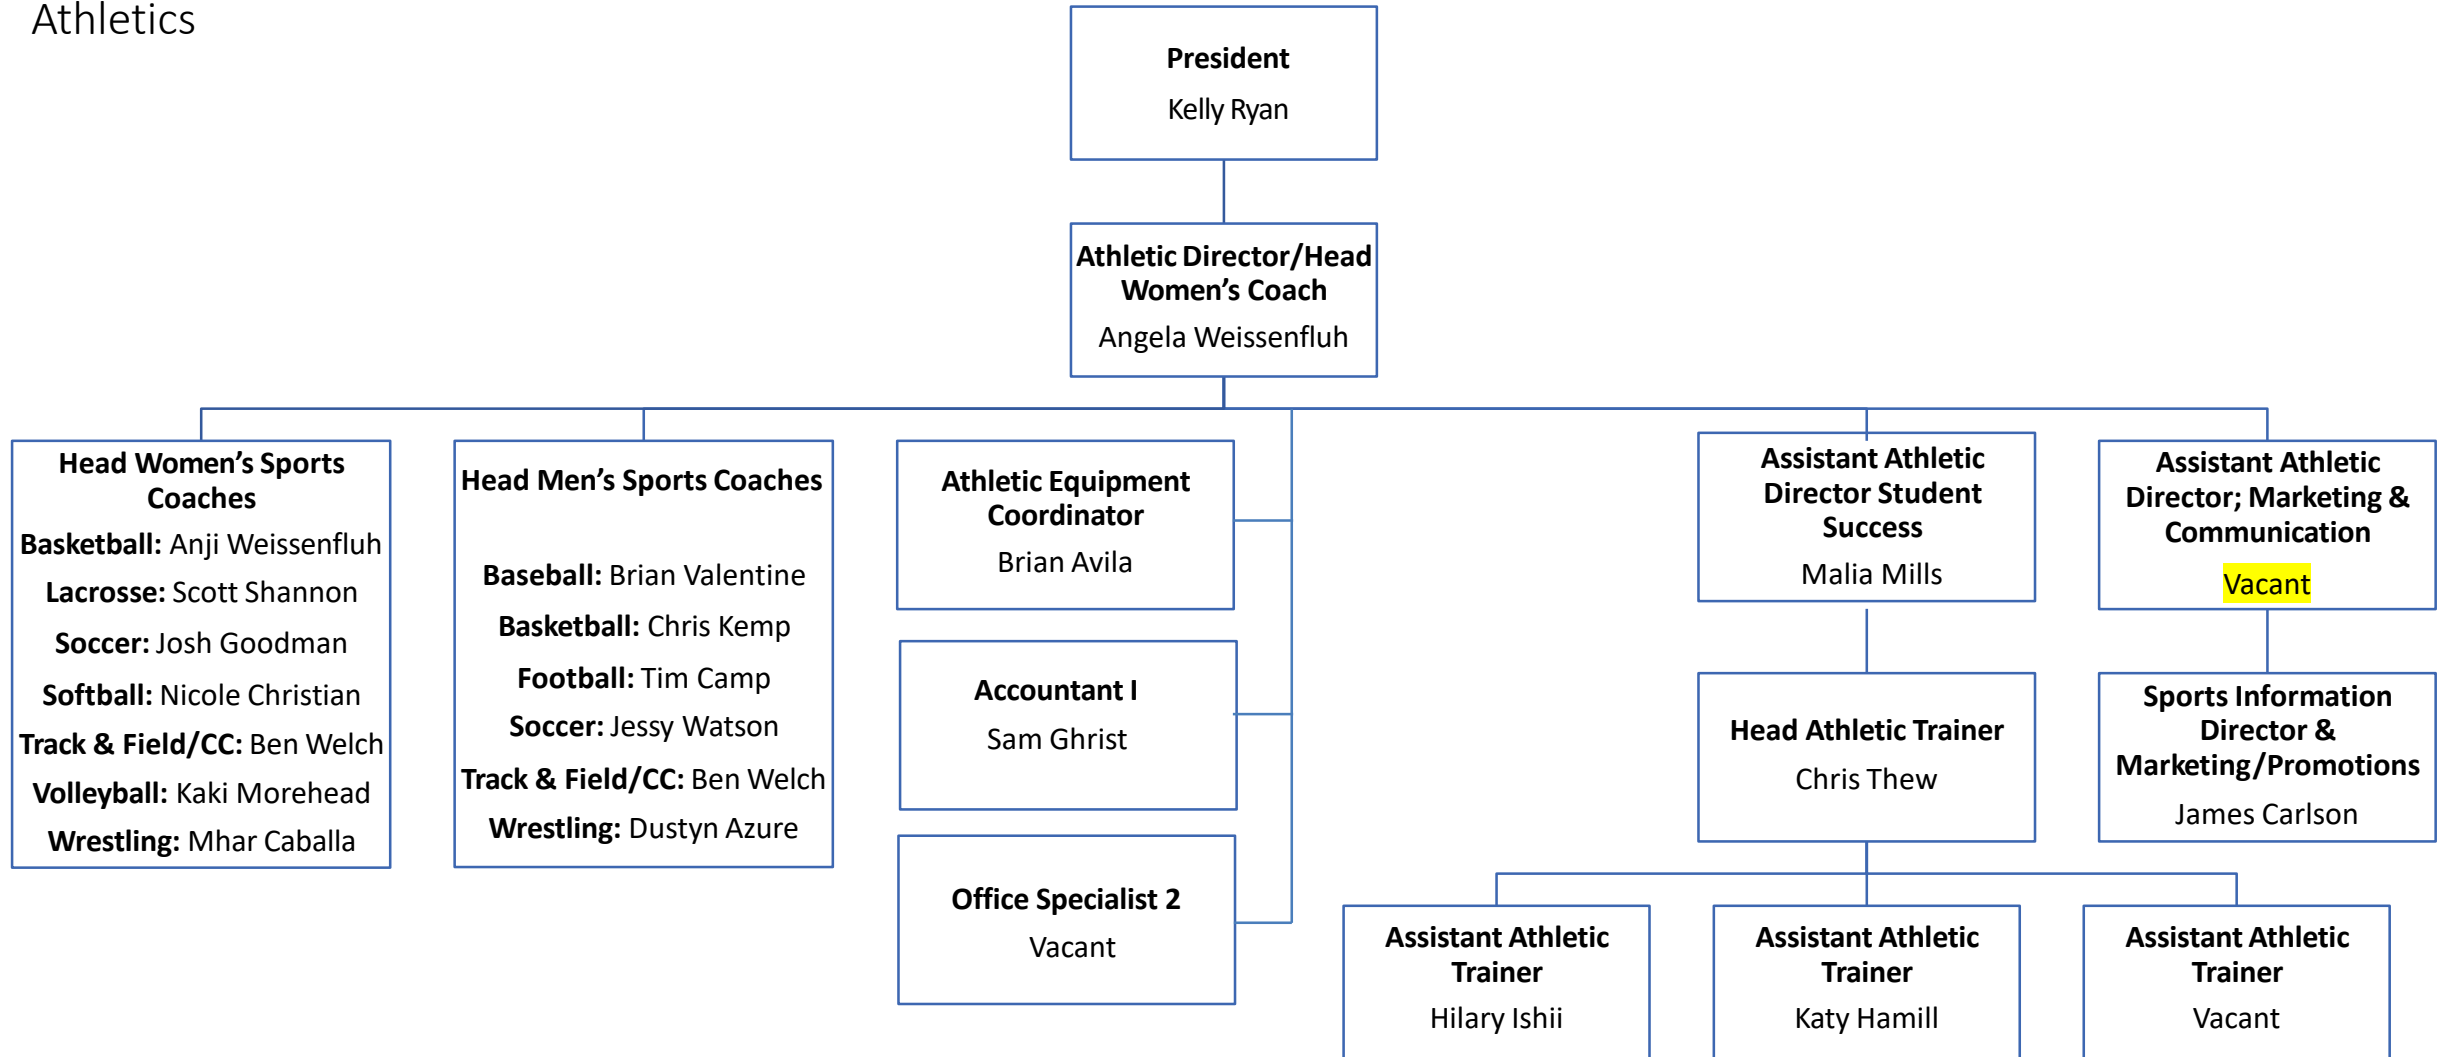 Athletics
President
Kelly Ryan
Athletic Director/Head
Women’s Coach
Angela Weissenfluh
Head Women’s Sports
Coaches
Basketball: Anji Weissenfluh
Lacrosse: Scott Shannon
Soccer: Josh Goodman
Softball: Nicole Christian
Track & Field/CC: Ben Welch
Volleyball: Kaki Morehead
Wrestling: Mhar Caballa
Head Men’s Sports Coaches
Baseball: Brian Valentine
Basketball: Chris Kemp
Football: Tim Camp
Soccer: Jessy Watson
Track & Field/CC: Ben Welch
Wrestling: Dustyn Azure
Athletic Equipment
Coordinator
Brian Avila
Accountant I
Sam Ghrist
Office Specialist 2
Vacant
Assistant Athletic
Director Student
Success
Malia Mills
Head Athletic Trainer
Chris Thew
Assistant Athletic
Director; Marketing &
Communication
Vacant
Sports Information
Director &
Marketing/Promotions
James Carlson
Assistant Athletic
Trainer
Hilary Ishii
Assistant Athletic
Trainer
Katy Hamill
Assistant Athletic
Trainer
Vacant